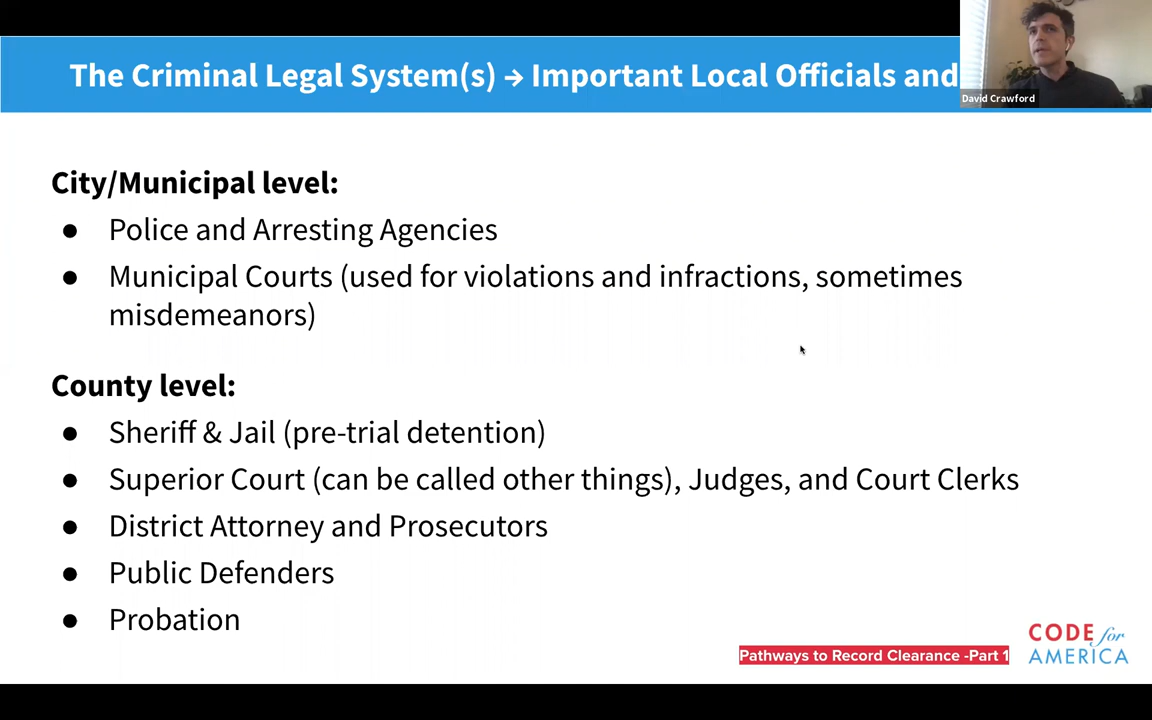 The Criminal Legal System(s) → Important Local Officials and
David Crawford
City/Municipal level:
● Police and Arresting Agencies
● Municipal Courts (used for violations and infractions, sometimes
misdemeanors)
County level:
● Sheriff & Jail (pre-trial detention)
● Superior Court (can be called other things), Judges, and Court Clerks
● District Attorney and Prosecutors
● Public Defenders
● Probation
Pathways to Record Clearance -Part 1
CODE for
AMERICA